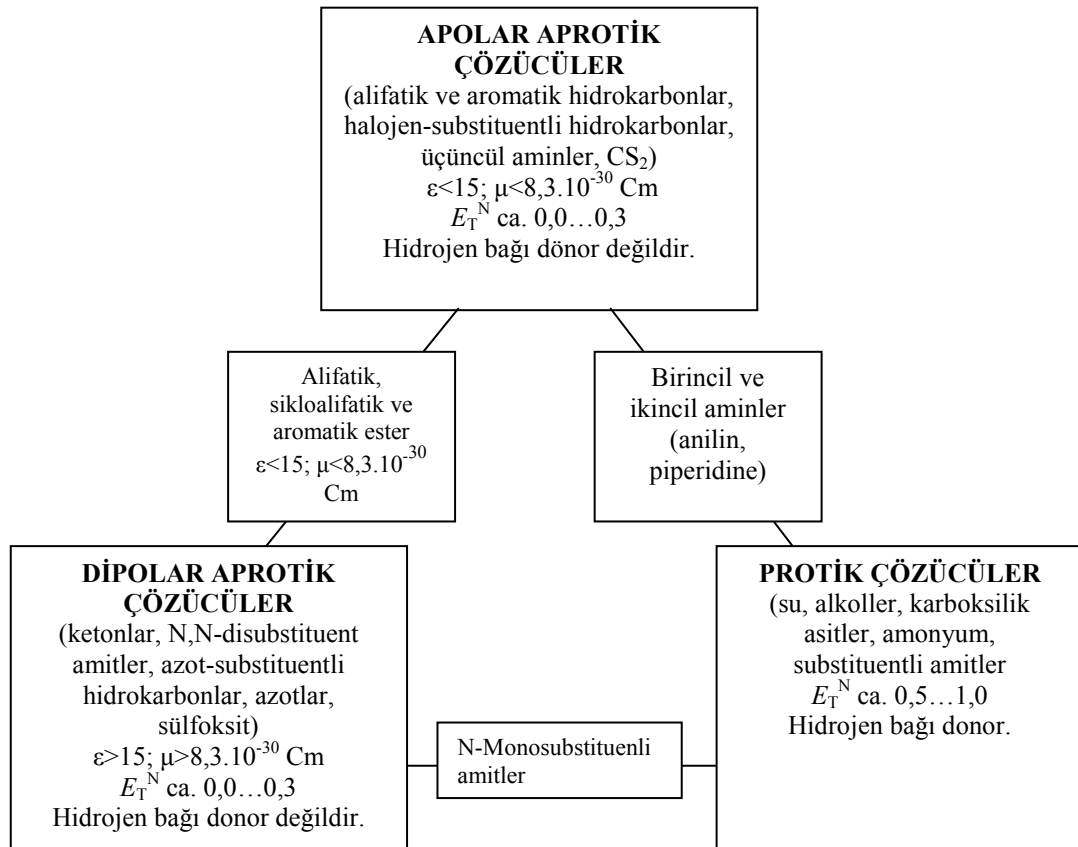 APOLAR APROTİK
ÇÖZÜCÜLER
(alifatik ve aromatik hidrokarbonlar,
halojen-substituentli hidrokarbonlar,
üçüncül aminler, CS₂)
ε<15; μ<8,3.10⁻³⁰ Cm
E_T^N ca. 0,0…0,3
Hidrojen bağı dönor değildir.
Alifatik,
sikloalifatik ve
aromatik ester
ε<15; μ<8,3.10⁻³⁰
Cm
Birincil ve
ikincil aminler
(anilin,
piperidine)
DİPOLAR APROTİK
ÇÖZÜCÜLER
(ketonlar, N,N-disubstituent
amitler, azot-substituentli
hidrokarbonlar, azotlar,
sülfoksit)
ε>15; μ>8,3.10⁻³⁰ Cm
E_T^N ca. 0,0…0,3
Hidrojen bağı donor değildir.
N-Monosubstituenli
amitler
PROTİK ÇÖZÜCÜLER
(su, alkoller, karboksilik
asitler, amonyum,
substituentli amitler
E_T^N ca. 0,5…1,0
Hidrojen bağı donor.